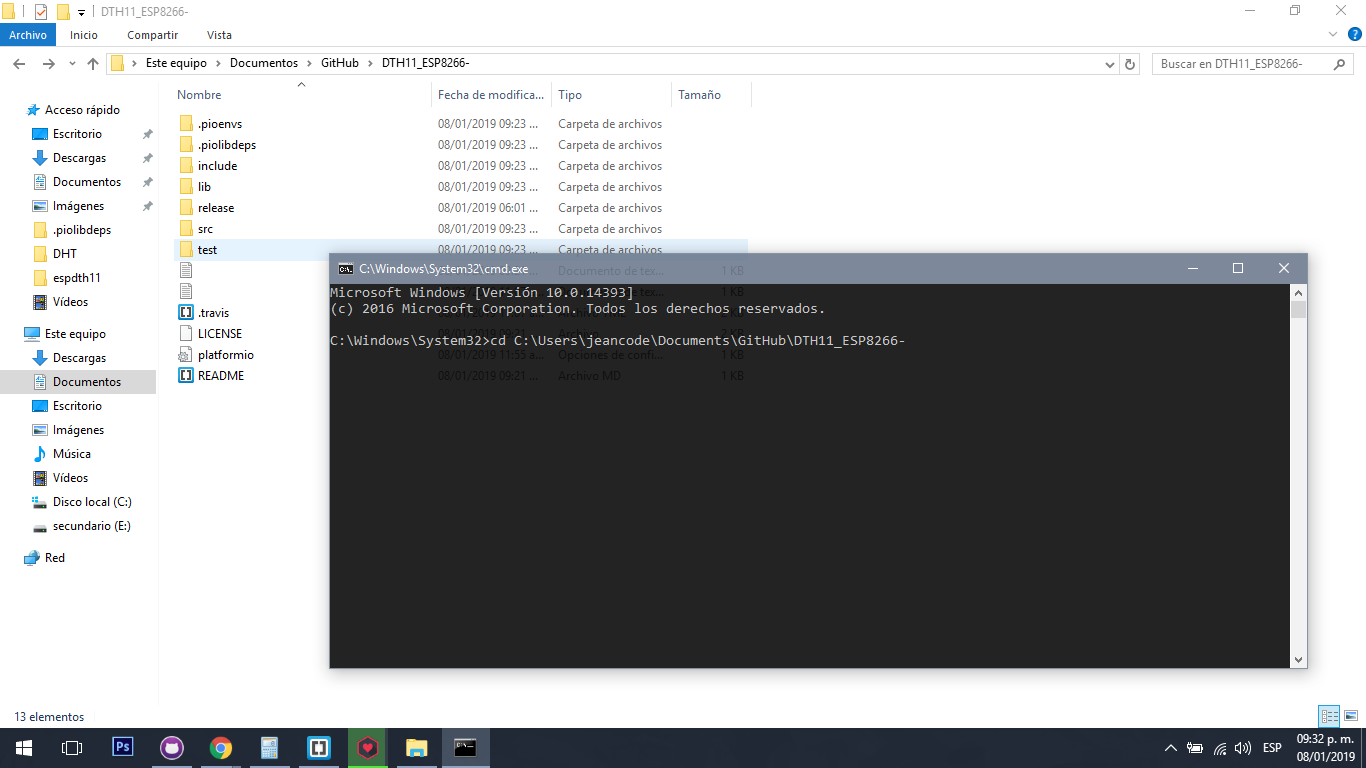 DTH11_ESP8266-
Archivo Inicio Compartir Vista
Este equipo Documentos GitHub DTH11_ESP8266- Buscar en DTH11_ESP8266-
Nombre Fecha de modifica... Tipo Tamaño
Acceso rápido
Escritorio
Descargas
Documentos
Imágenes
.piolibdeps
DHT
espdth11
Vídeos
Este equipo
Descargas
Documentos
Escritorio
Imágenes
Música
Vídeos
Disco local (C:)
secundario (E:)
Red
.pioenvs 08/01/2019 09:23 ... Carpeta de archivos
.piolibdeps 08/01/2019 09:23 ... Carpeta de archivos
include 08/01/2019 09:23 ... Carpeta de archivos
lib 08/01/2019 09:23 ... Carpeta de archivos
release 08/01/2019 06:01 ... Carpeta de archivos
src 08/01/2019 09:23 ... Carpeta de archivos
test 08/01/2019 09:23 ... Carpeta de archivos
Documento de tex... 1 KB
1 KB
.travis
LICENSE 2 KB
platformio 08/01/2019 11:55 a... Opciones de confi... 1 KB
README 08/01/2019 09:21 ... Archivo MD 1 KB
C:\Windows\System32\cmd.exe
Microsoft Windows [Versión 10.0.14393]
(c) 2016 Microsoft Corporation. Todos los derechos reservados.
C:\Windows\System32>cd C:\Users\jeancode\Documents\GitHub\DTH11_ESP8266-
13 elementos
Ps
ESP
09:32 p. m.
08/01/2019